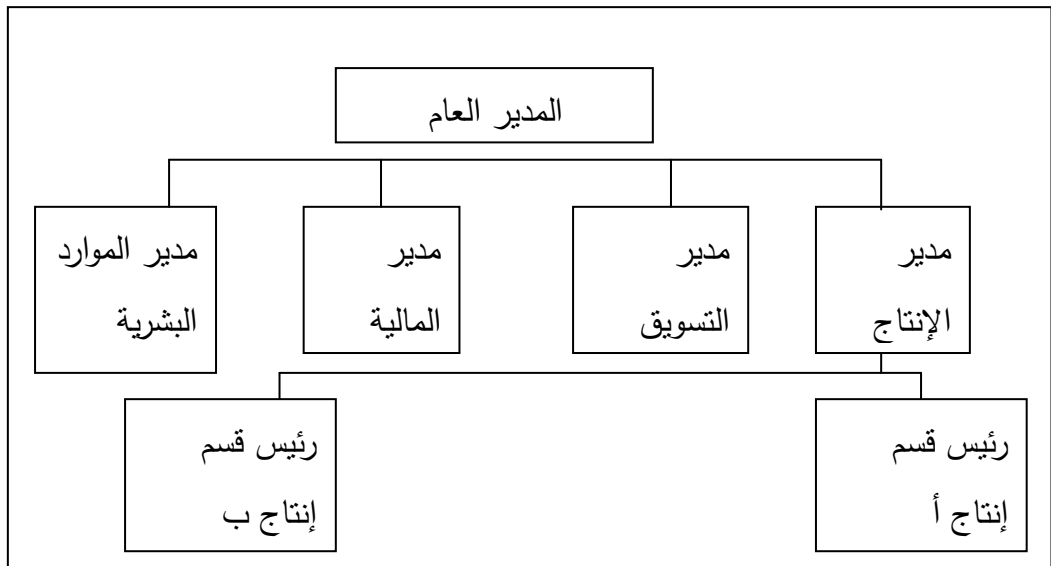 المدير العام
مدير
الإنتاج
مدير
التسويق
مدير
المالية
مدير الموارد
البشرية
رئيس قسم
إنتاج أ
رئيس قسم
إنتاج ب